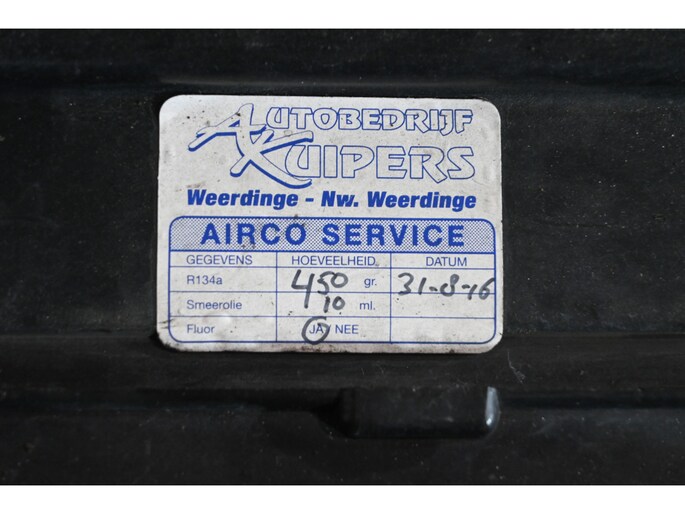 AUTOBEDRIJF
KUIPERS
Weerdinge - Nw. Weerdinge
AIRCO SERVICE
GEGEVENS HOEVEELHEID DATUM
R134a 450 gr. 31-8-16
Smeerolie 10 ml.
Fluor JA / NEE